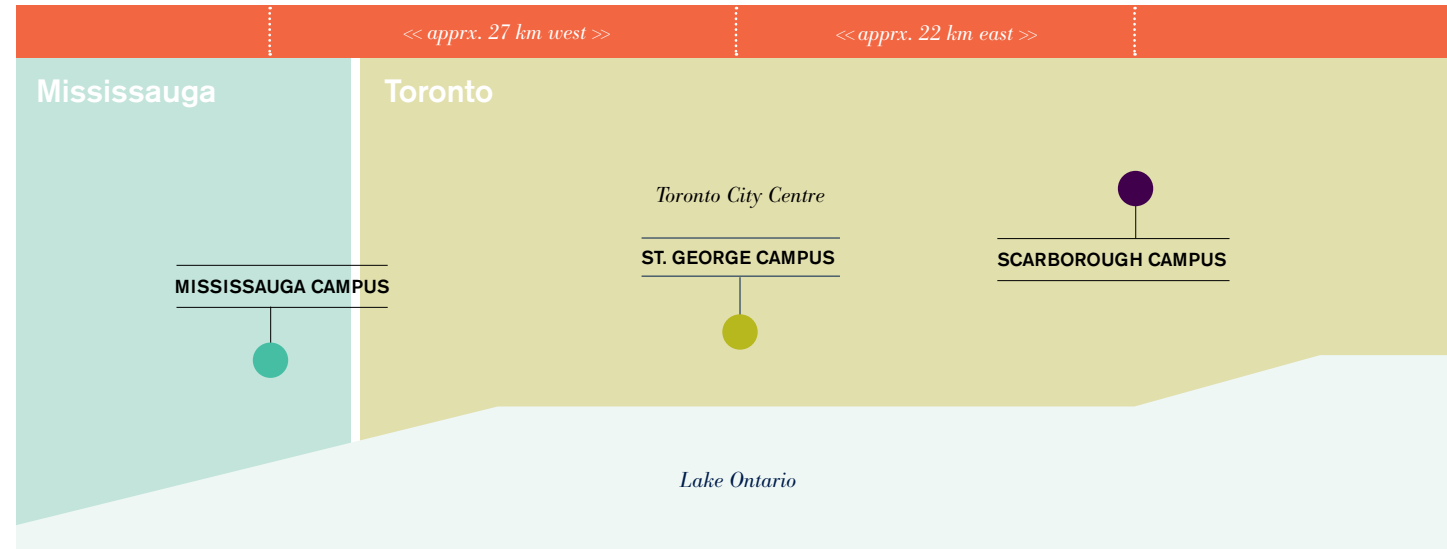 << apprx. 27 km west >>
<< apprx. 22 km east >>
Mississauga
Toronto
Toronto City Centre
ST. GEORGE CAMPUS
SCARBOROUGH CAMPUS
MISSISSAUGA CAMPUS
Lake Ontario